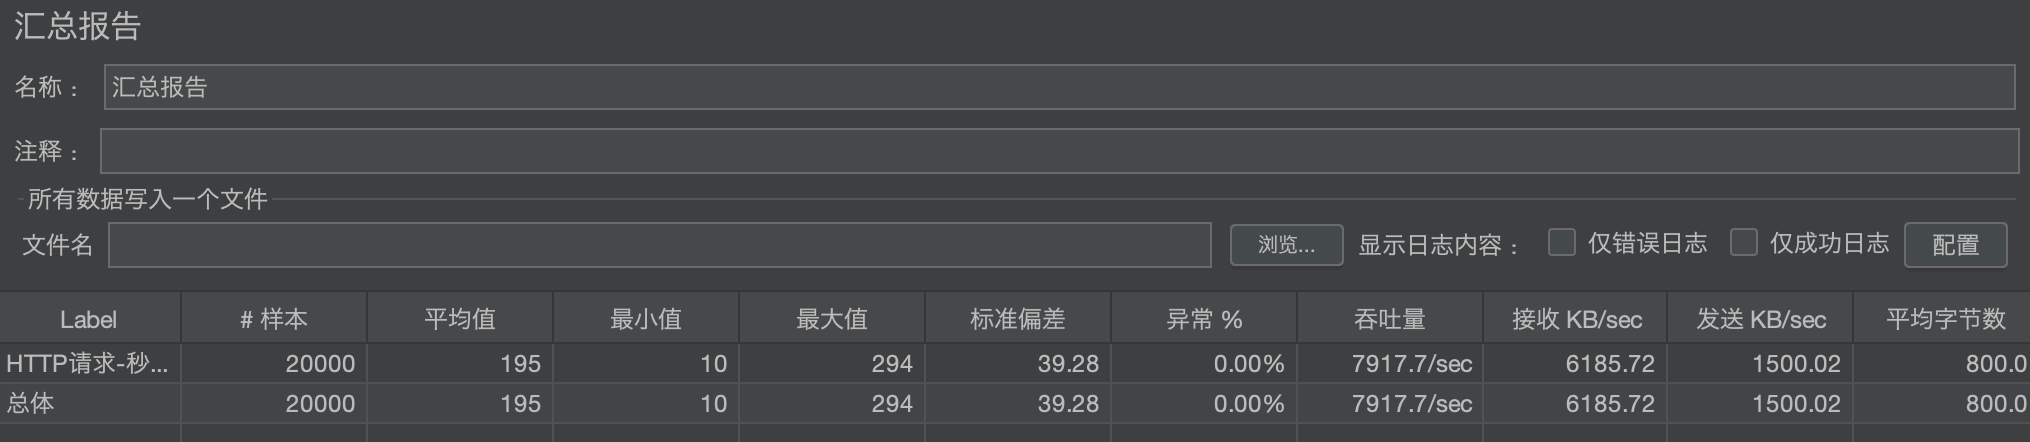 汇总报告
名称： 汇总报告
注释：
所有数据写入一个文件
文件名 浏览... 显示日志内容： 仅错误日志 仅成功日志 配置
Label # 样本 平均值 最小值 最大值 标准偏差 异常 % 吞吐量 接收 KB/sec 发送 KB/sec 平均字节数
HTTP请求-秒... 20000 195 10 294 39.28 0.00% 7917.7/sec 6185.72 1500.02 800.0
总体 20000 195 10 294 39.28 0.00% 7917.7/sec 6185.72 1500.02 800.0